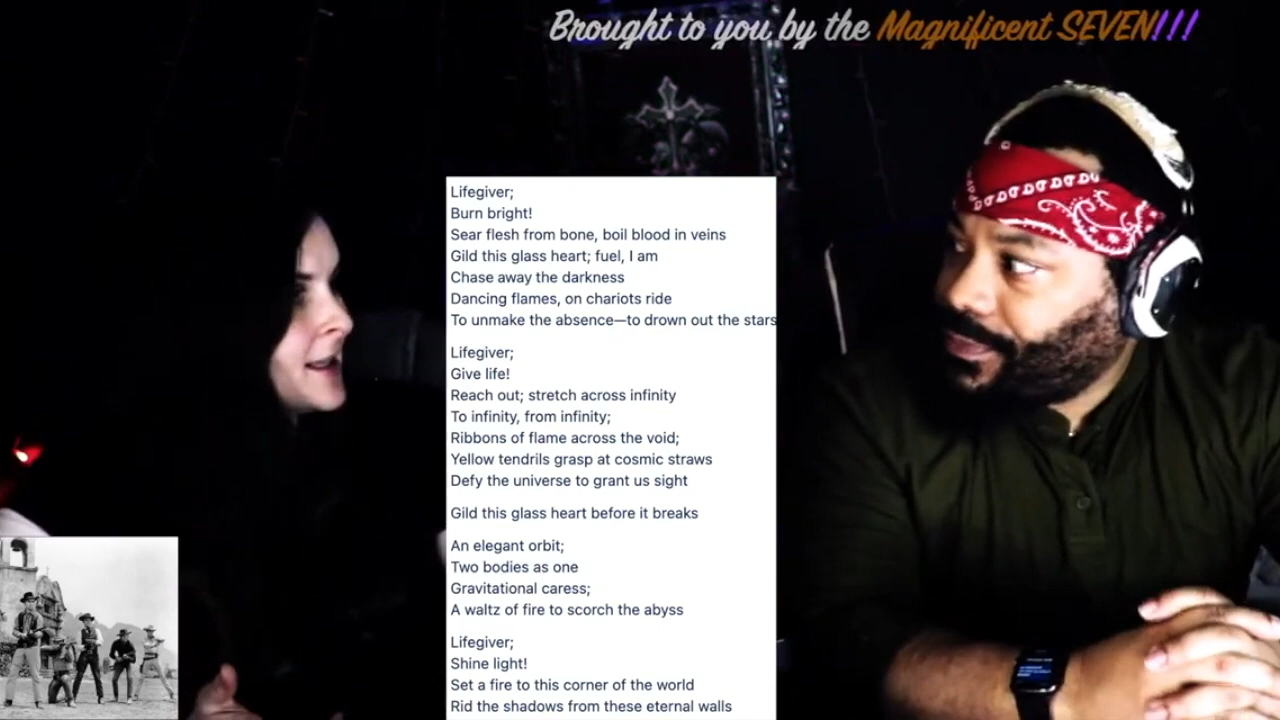 Brought to you by the Magnificent SEVEN!!!
Lifegiver;
Burn bright!
Sear flesh from bone, boil blood in veins
Gild this glass heart; fuel, I am
Chase away the darkness
Dancing flames, on chariots ride
To unmake the absence—to drown out the stars
Lifegiver;
Give life!
Reach out; stretch across infinity
To infinity, from infinity;
Ribbons of flame across the void;
Yellow tendrils grasp at cosmic straws
Defy the universe to grant us sight
Gild this glass heart before it breaks
An elegant orbit;
Two bodies as one
Gravitational caress;
A waltz of fire to scorch the abyss
Lifegiver;
Shine light!
Set a fire to this corner of the world
Rid the shadows from these eternal walls